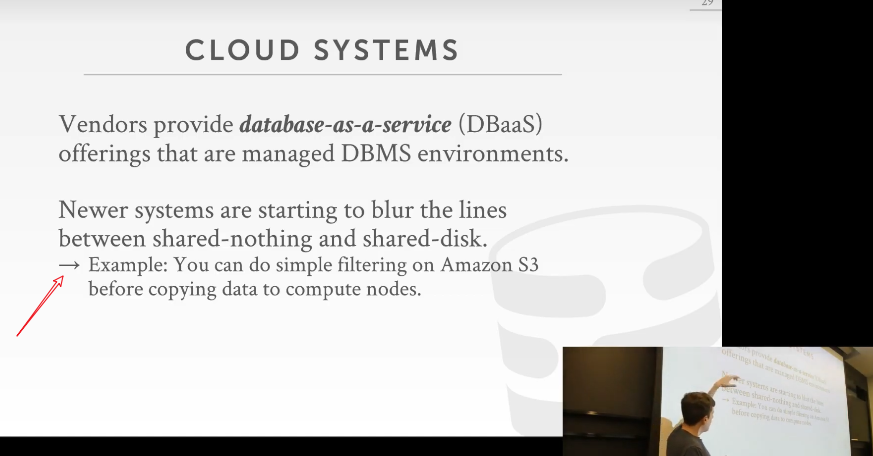 29
CLOUD SYSTEMS
Vendors provide database-as-a-service (DBaaS)
offerings that are managed DBMS environments.
Newer systems are starting to blur the lines
between shared-nothing and shared-disk.
→ Example: You can do simple filtering on Amazon S3
before copying data to compute nodes.